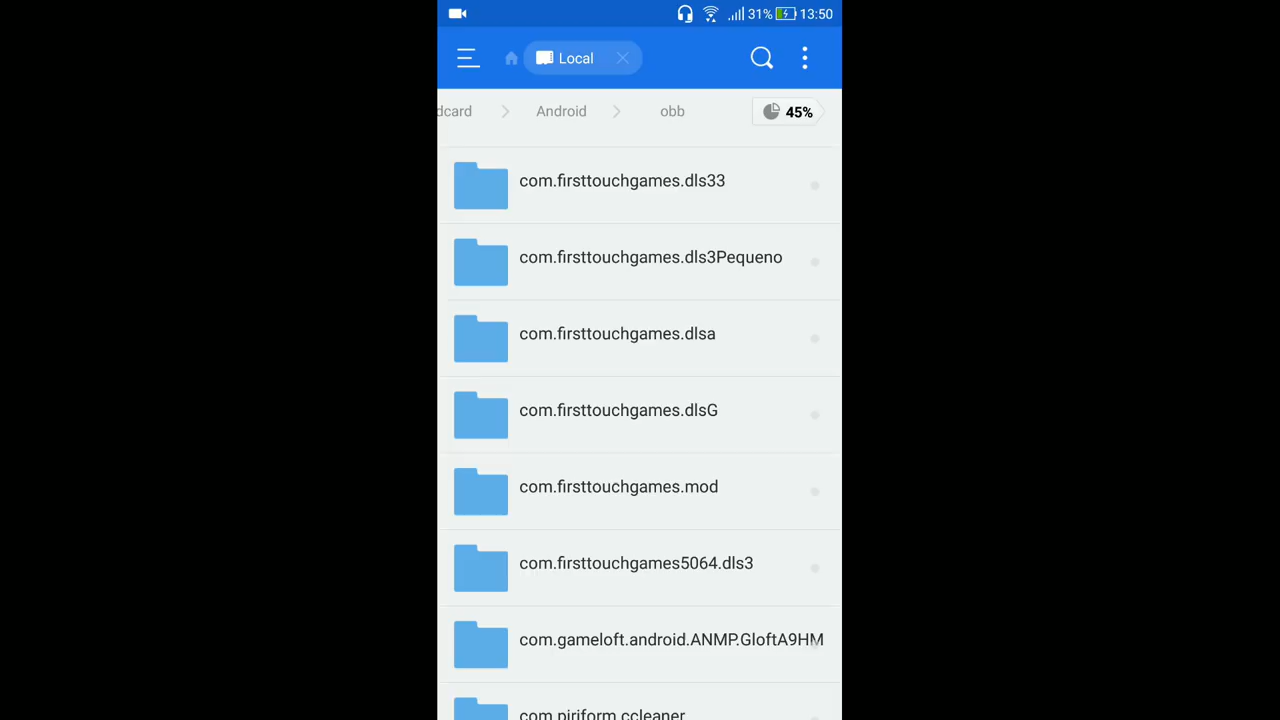 31% 13:50
Local
dcard Android obb 45%
com.firsttouchgames.dls33
com.firsttouchgames.dls3Pequeno
com.firsttouchgames.dlsa
com.firsttouchgames.dlsG
com.firsttouchgames.mod
com.firsttouchgames5064.dls3
com.gameloft.android.ANMP.GloftA9HM
com.piriform.ccleaner